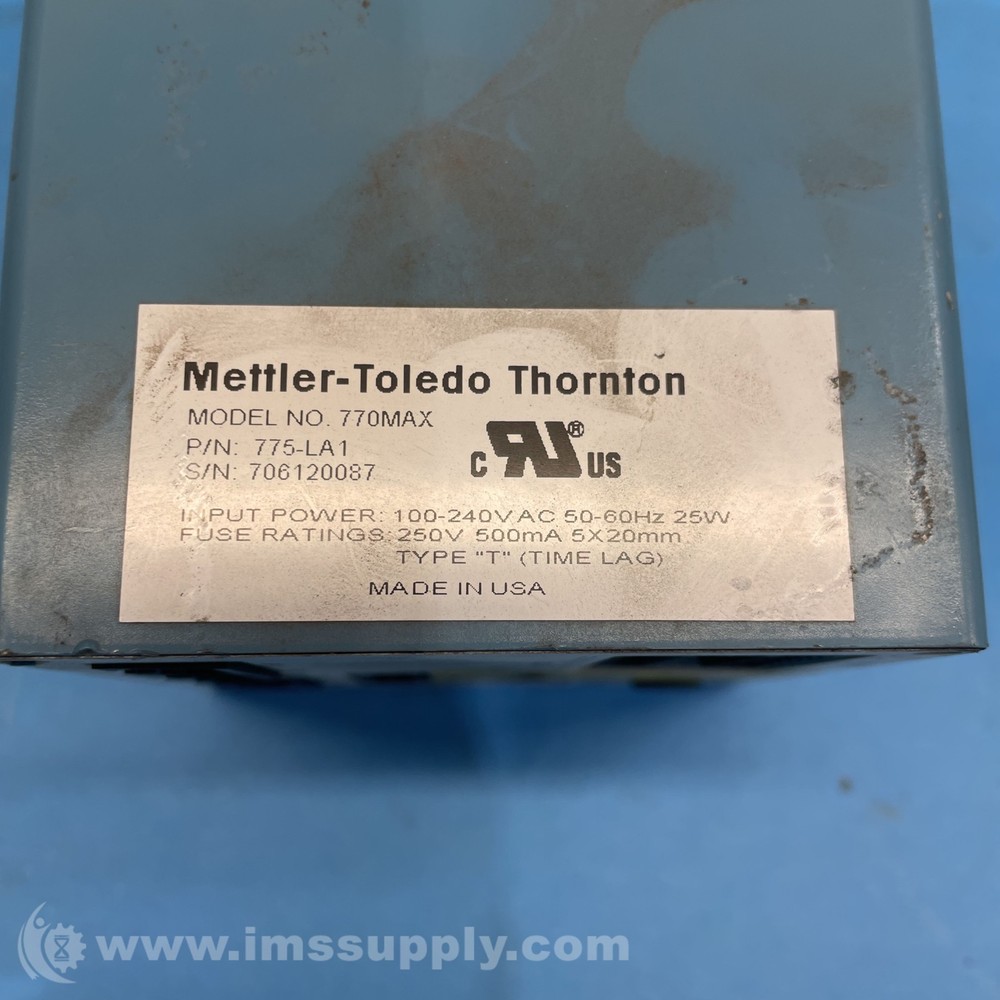 Mettler-Toledo Thornton
MODEL NO. 770MAX
P/N: 775-LA1
S/N: 706120087
C RU ® US
INPUT POWER: 100-240V AC 50-60Hz 25W
FUSE RATINGS: 250V 500mA 5X20mm
TYPE "T" (TIME LAG)
MADE IN USA
www.imssupply.com